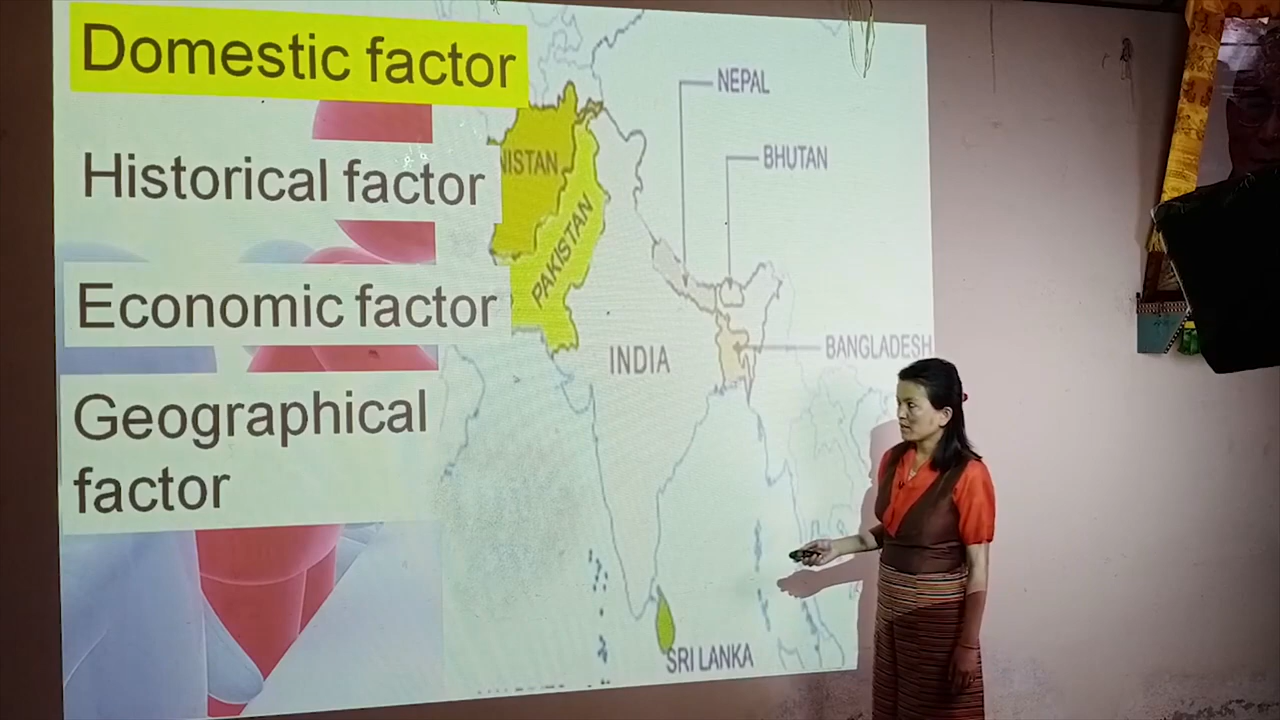 Domestic factor
Historical factor
Economic factor
Geographical
factor
NEPAL
BHUTAN
NISTAN
PAKISTAN
INDIA
BANGLADESH
SRI LANKA